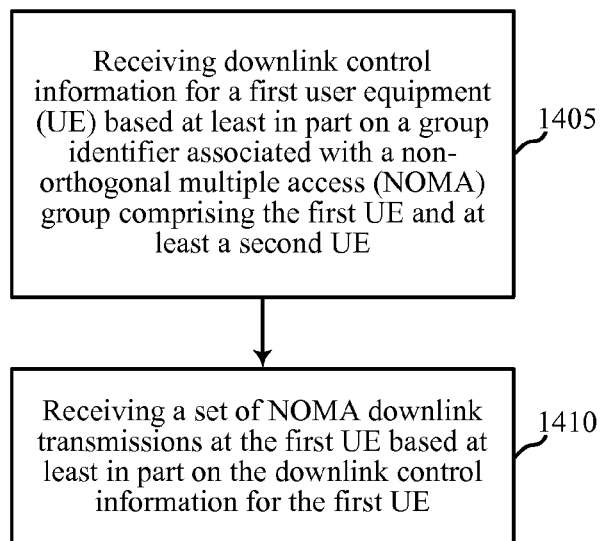 Receiving downlink control
information for a first user equipment
(UE) based at least in part on a group
identifier associated with a non-
orthogonal multiple access (NOMA)
group comprising the first UE and at
least a second UE
1405
Receiving a set of NOMA downlink
transmissions at the first UE based at
least in part on the downlink control
information for the first UE
1410